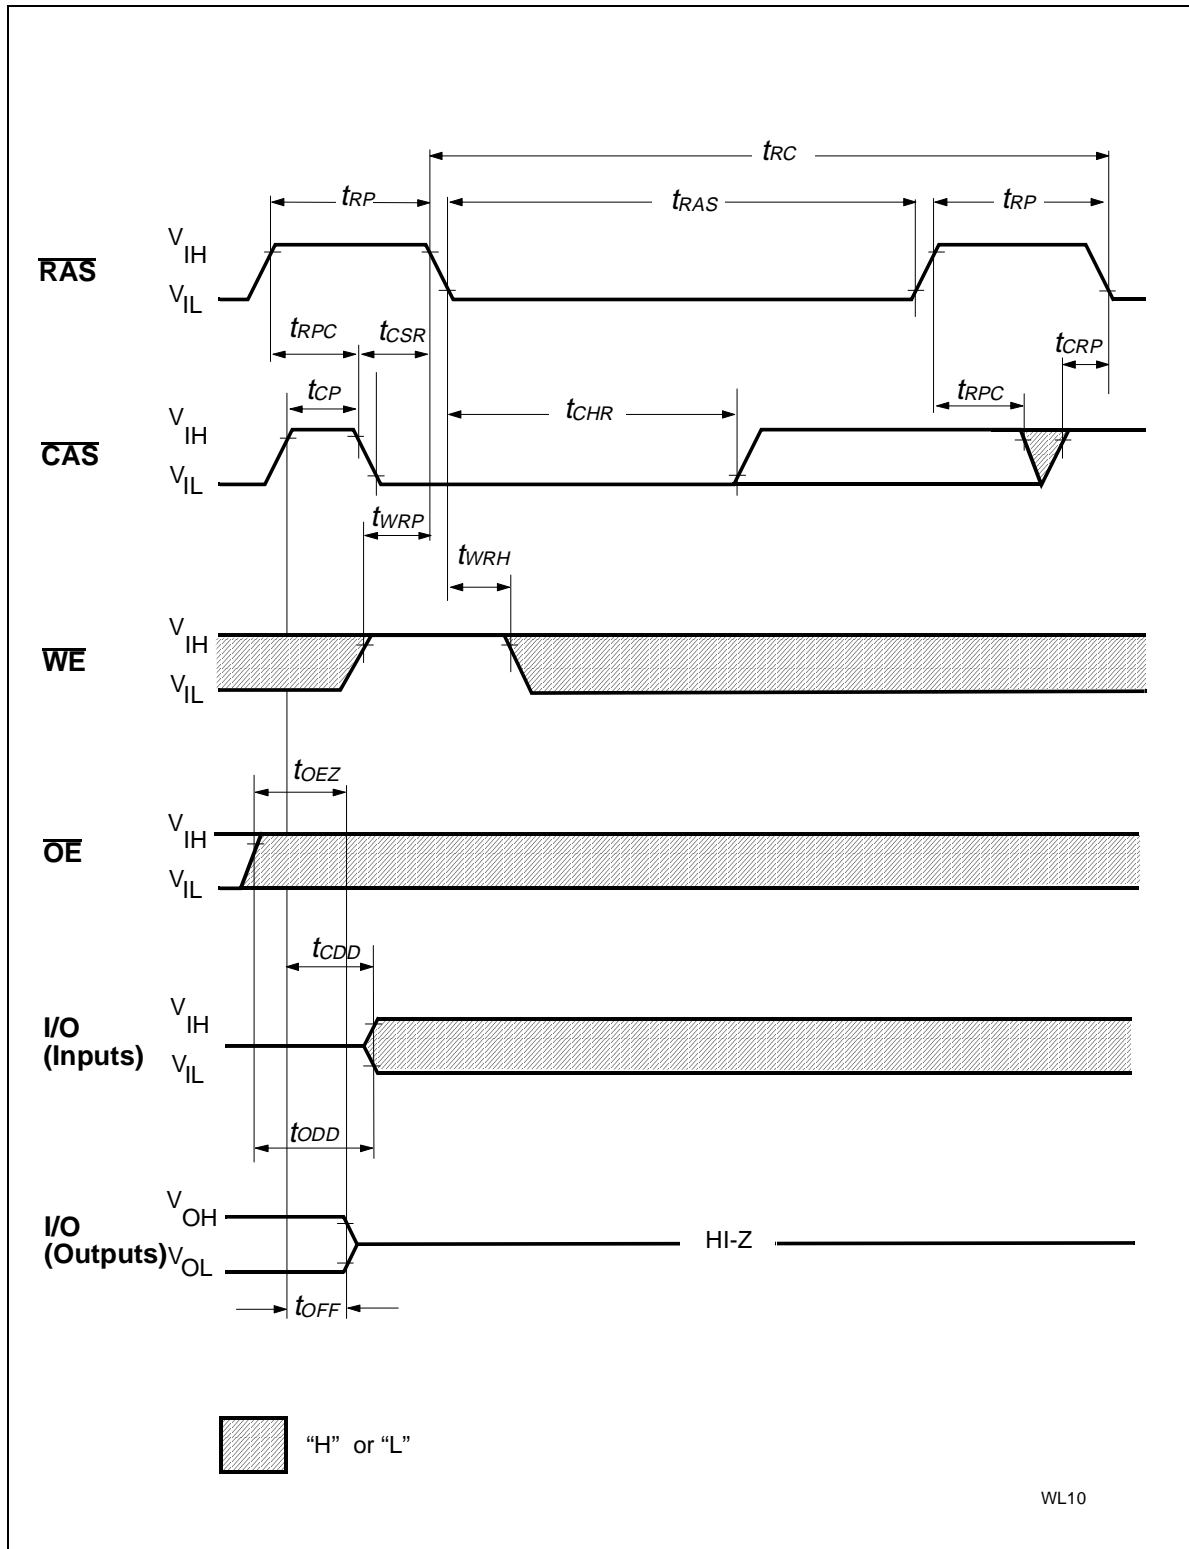 tRC
tRP tRAS tRP
RAS VIH
VIL
tRPC tCSR tCRP
tCP tCHR tRPC
CAS VIH
VIL
tWRP
tWRH
WE VIH
VIL
tOEZ
OE VIH
VIL
tCDD
I/O
(Inputs)
VIH
VIL
tODD
I/O
(Outputs)
VOH
VOL
HI-Z
tOFF
“H” or “L”
WL10